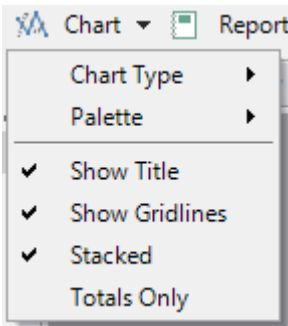 Chart Report
Chart Type
Palette
Show Title
Show Gridlines
Stacked
Totals Only